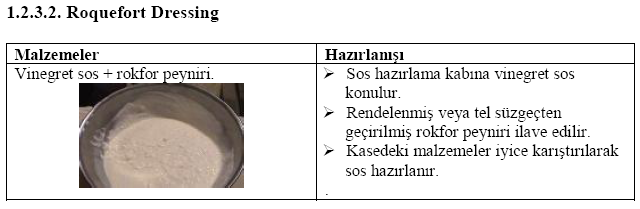 1.2.3.2. Roquefort Dressing
Malzemeler
Vinegret sos + rokfor peyniri.
Hazırlanışı
➢ Sos hazırlama kabına vinegret sos
konulur.
➢ Rendelenmiş veya tel süzgeçten
geçirilmiş rokfor peyniri ilave edilir.
➢ Kasedeki malzemeler iyice karıştırılarak
sos hazırlanır.
.